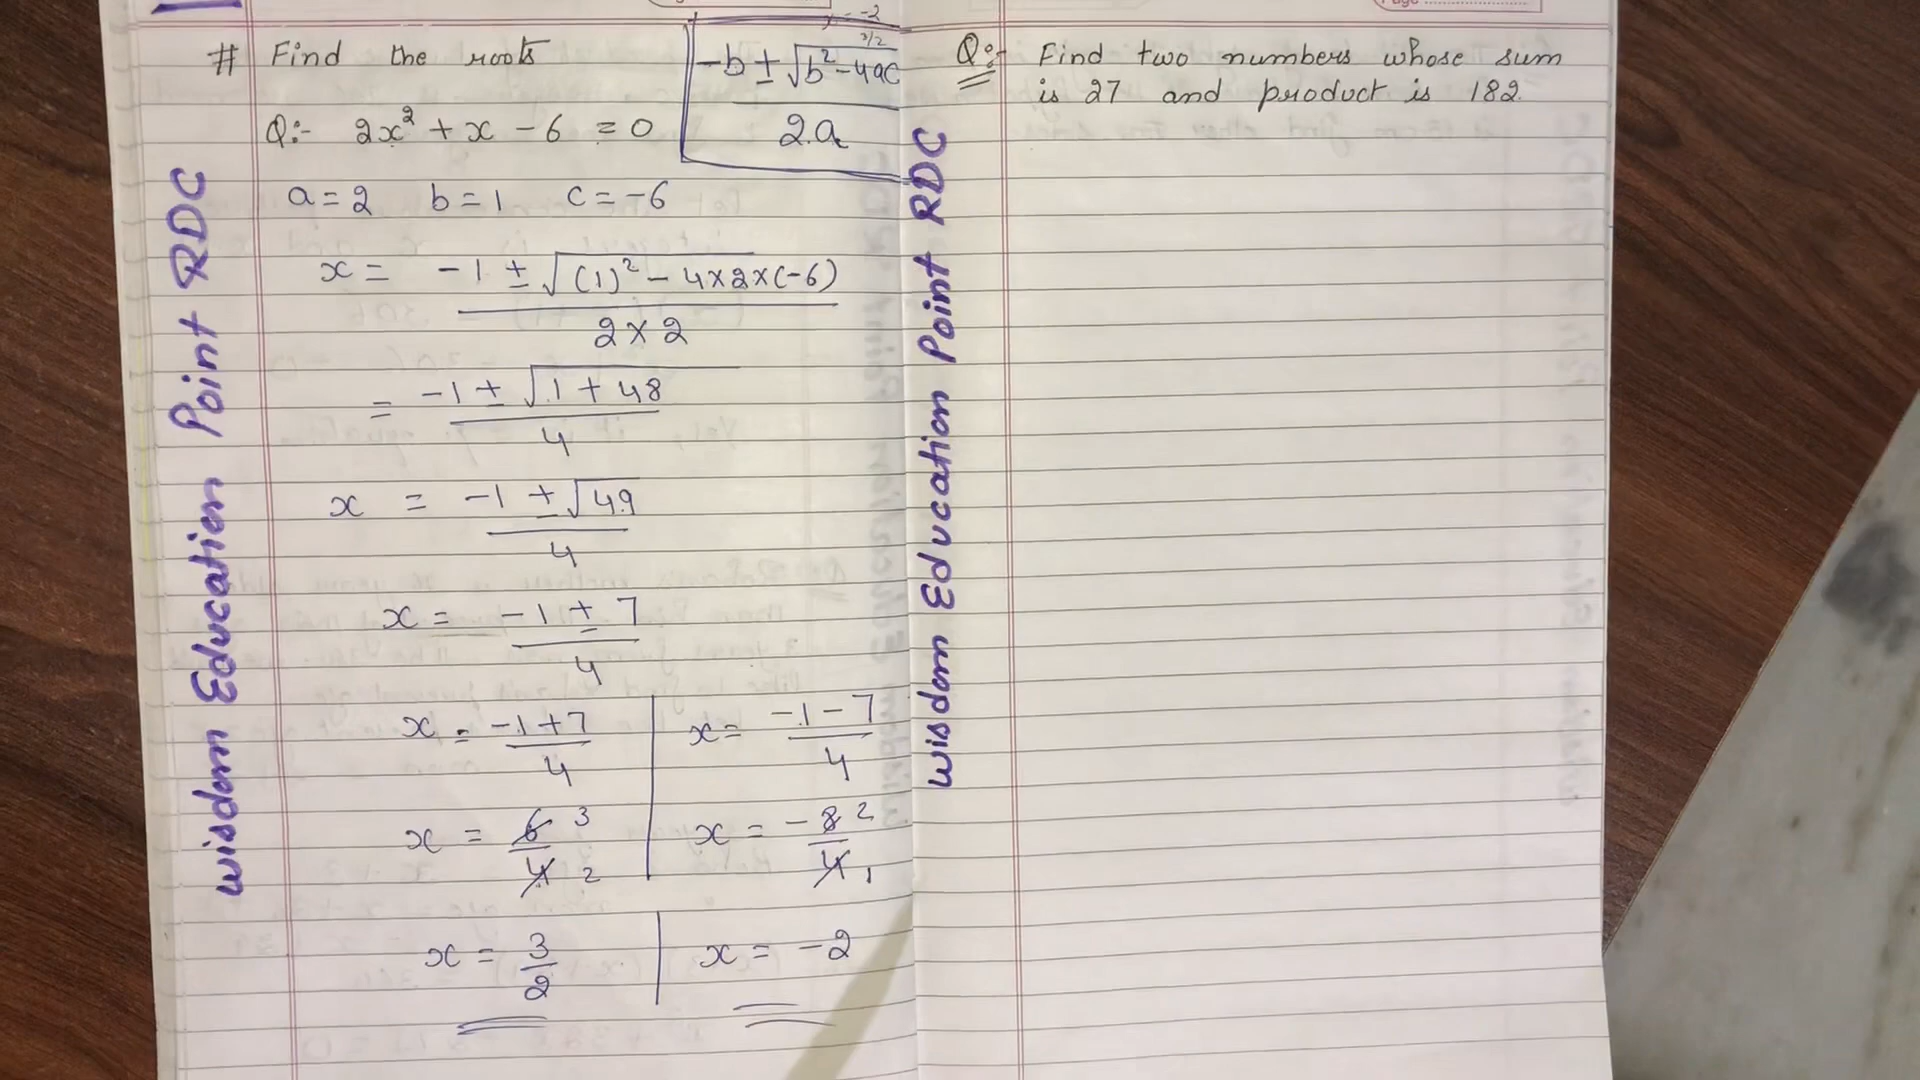 # Find the roots
-b ± √b² - 4ac
2.a
Q:- 2x² + x - 6 = 0
a = 2 b = 1 c = -6
x = -1 ± √(1)² - 4×2×(-6)
2 × 2
= -1 ± √1 + 48
4
x = -1 ± √49
4
x = -1 ± 7
4
x = -1 + 7
4
x = 6 3
4 2
x = 3
2
x = -1 - 7
4
x = -8 2
4 1
x = -2
Wisdom Education Point RDC
Q:- Find two numbers whose sum
is 27 and product is 182.
Wisdom Education Point RDC